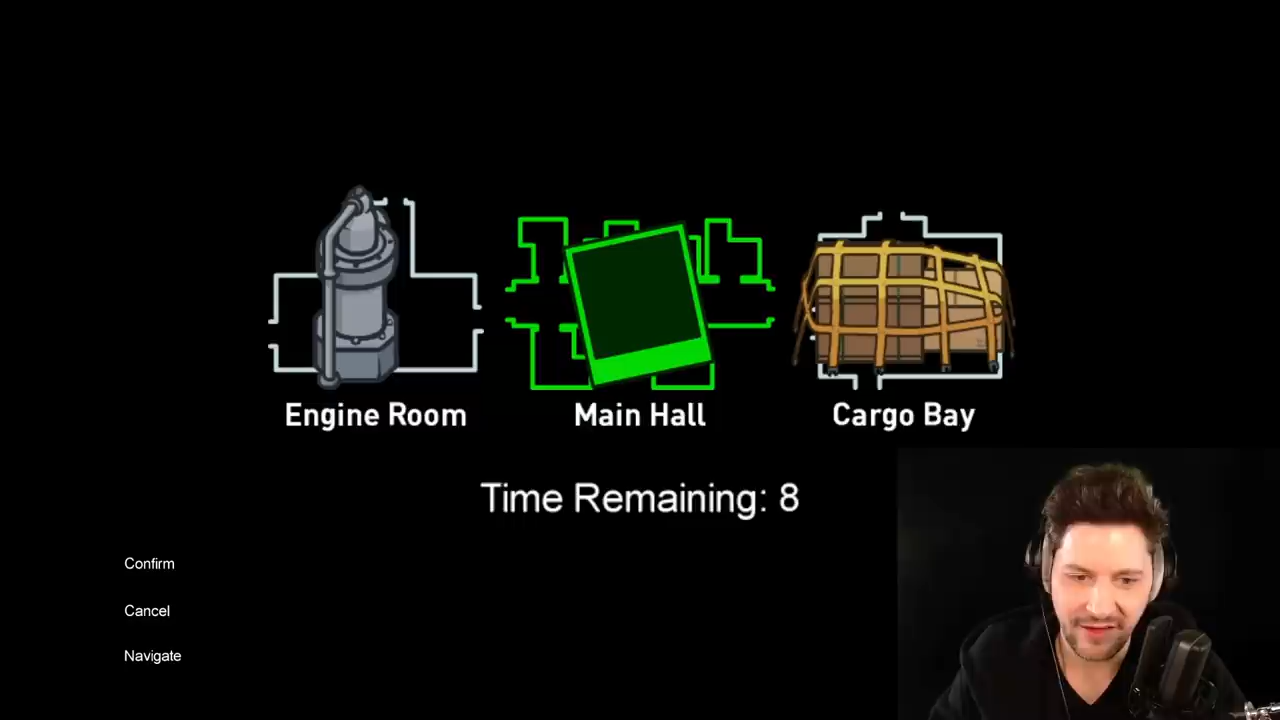 Engine Room
Main Hall
Cargo Bay
Time Remaining: 8
Confirm
Cancel
Navigate